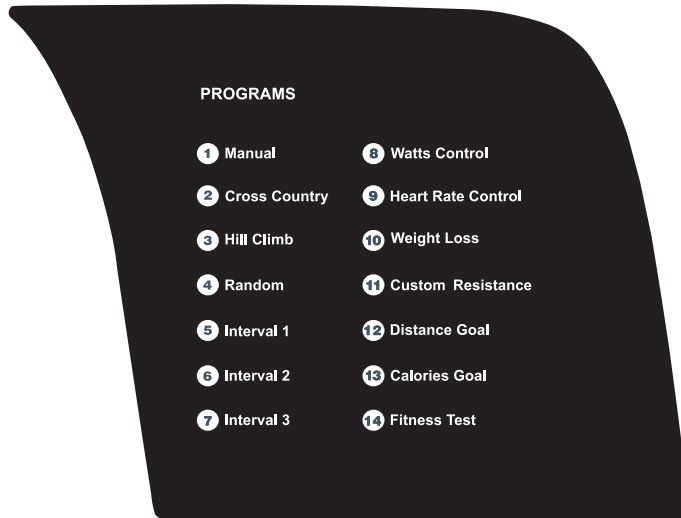 PROGRAMS
1 Manual
2 Cross Country
3 Hill Climb
4 Random
5 Interval 1
6 Interval 2
7 Interval 3
8 Watts Control
9 Heart Rate Control
10 Weight Loss
11 Custom Resistance
12 Distance Goal
13 Calories Goal
14 Fitness Test